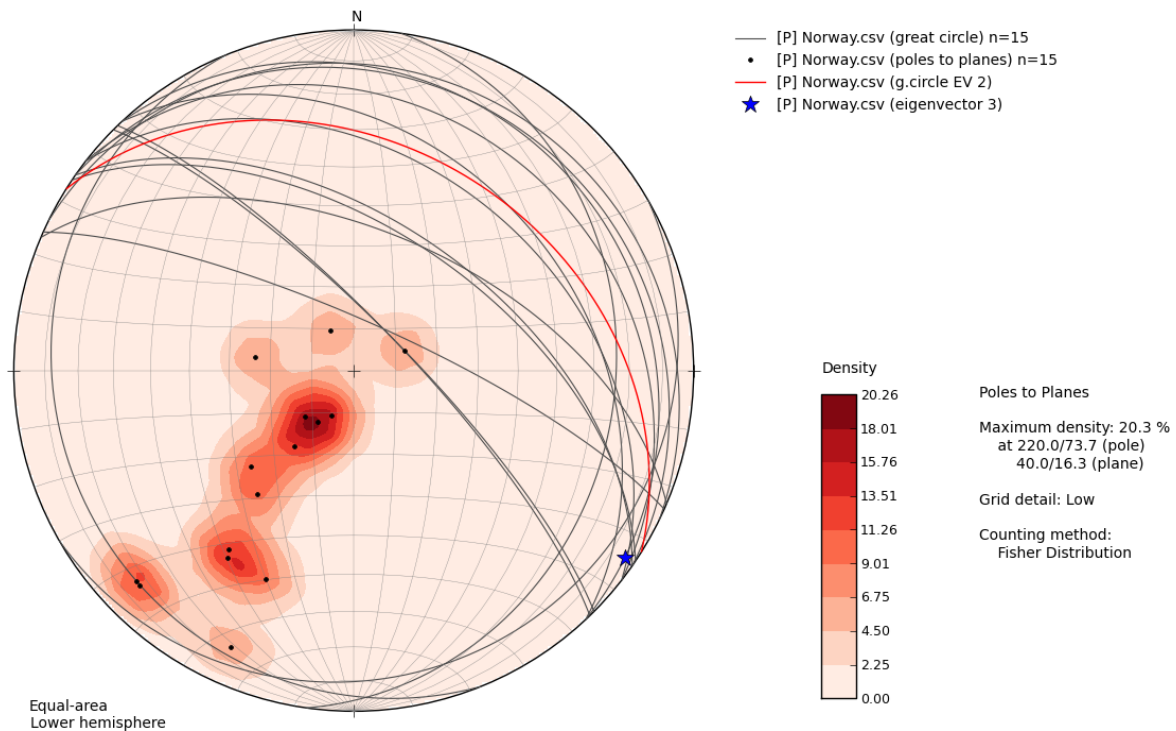 N
[P] Norway.csv (great circle) n=15
[P] Norway.csv (poles to planes) n=15
[P] Norway.csv (g.circle EV 2)
[P] Norway.csv (eigenvector 3)
Density
20.26
18.01
15.76
13.51
11.26
9.01
6.75
4.50
2.25
0.00
Poles to Planes
Maximum density: 20.3 %
at 220.0/73.7 (pole)
40.0/16.3 (plane)
Grid detail: Low
Counting method:
Fisher Distribution
Equal-area
Lower hemisphere